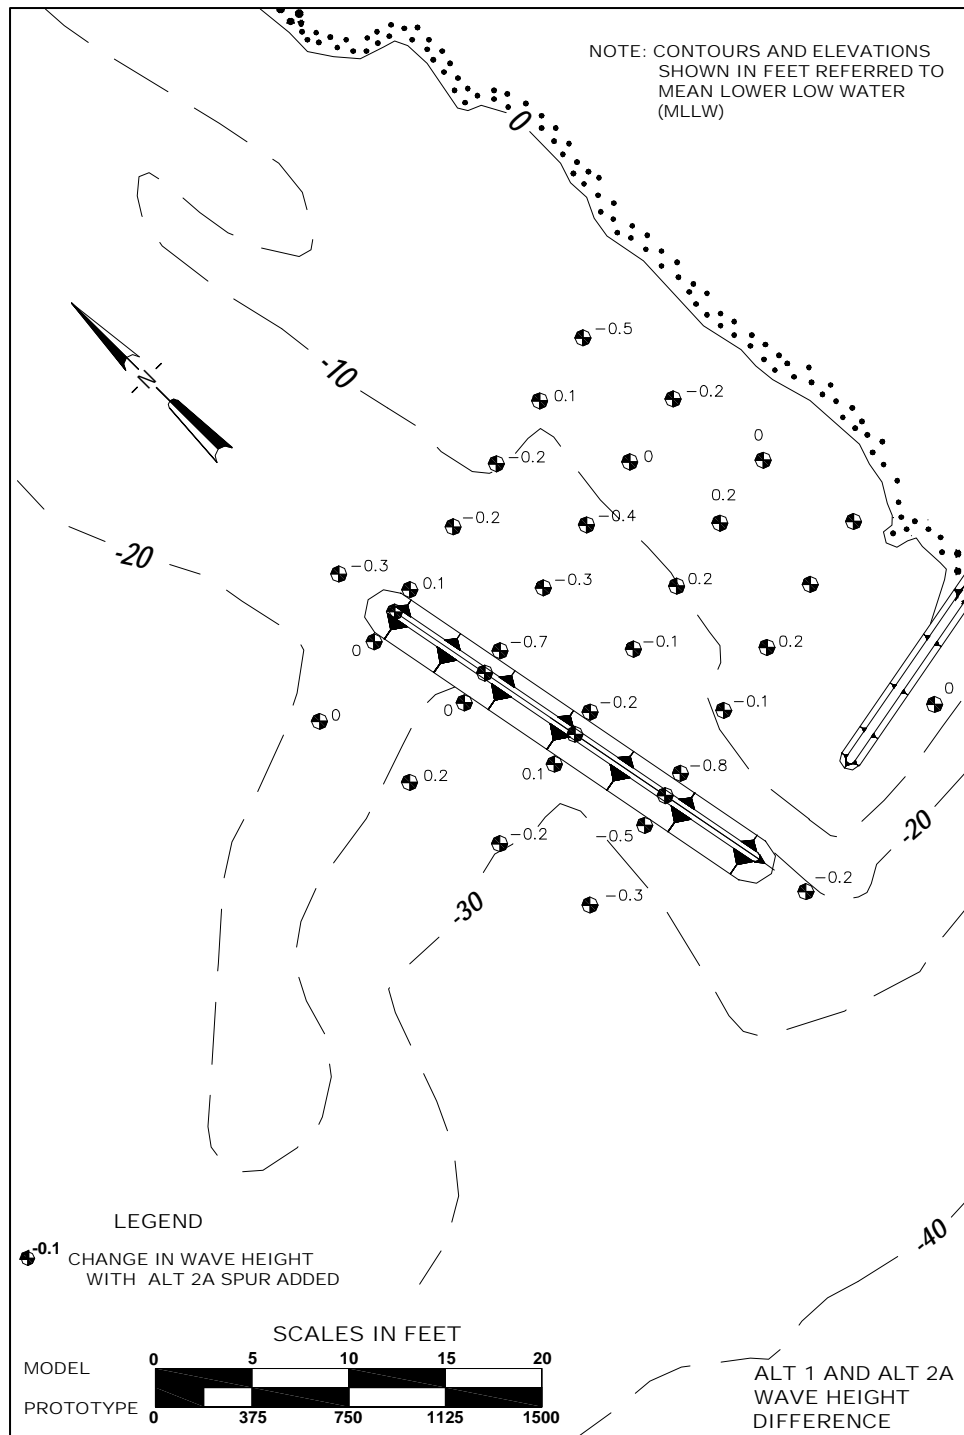 NOTE: CONTOURS AND ELEVATIONS
SHOWN IN FEET REFERRED TO
MEAN LOWER LOW WATER
(MLLW)
0
-0.5
-10
0.1
-0.2
-0.2
0
0
-0.2
-0.4
0.2
-20
-0.3
0.1
-0.3
0.2
0
-0.7
-0.1
0.2
0
0
-0.2
-0.1
0
0.2
0.1
-0.8
-0.2
-0.5
-20
-30
-0.3
-0.2
-40
N
LEGEND
-0.1
CHANGE IN WAVE HEIGHT
WITH ALT 2A SPUR ADDED
SCALES IN FEET
MODEL
0 5 10 15 20
PROTOTYPE
0 375 750 1125 1500
ALT 1 AND ALT 2A
WAVE HEIGHT
DIFFERENCE